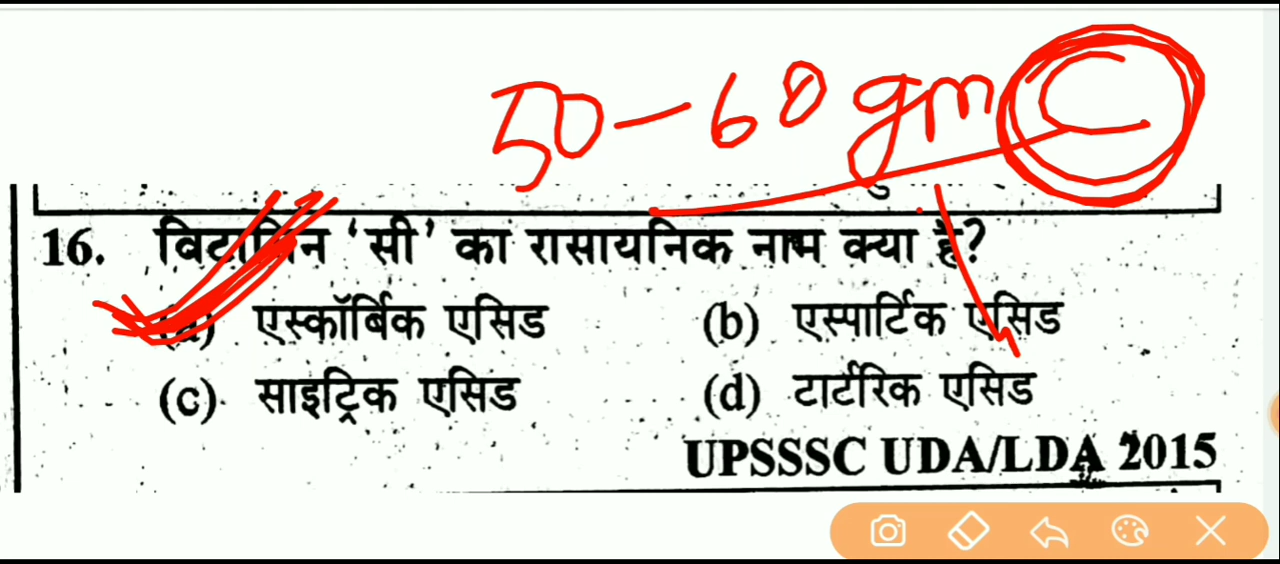 50-60 gm C
16. विटामिन 'सी' का रासायनिक नाम क्या है?
(a) एस्कॉर्बिक एसिड (b) एस्पार्टिक एसिड
(c) साइट्रिक एसिड (d) टार्टरिक एसिड
UPSSSC UDA/LDA 2015